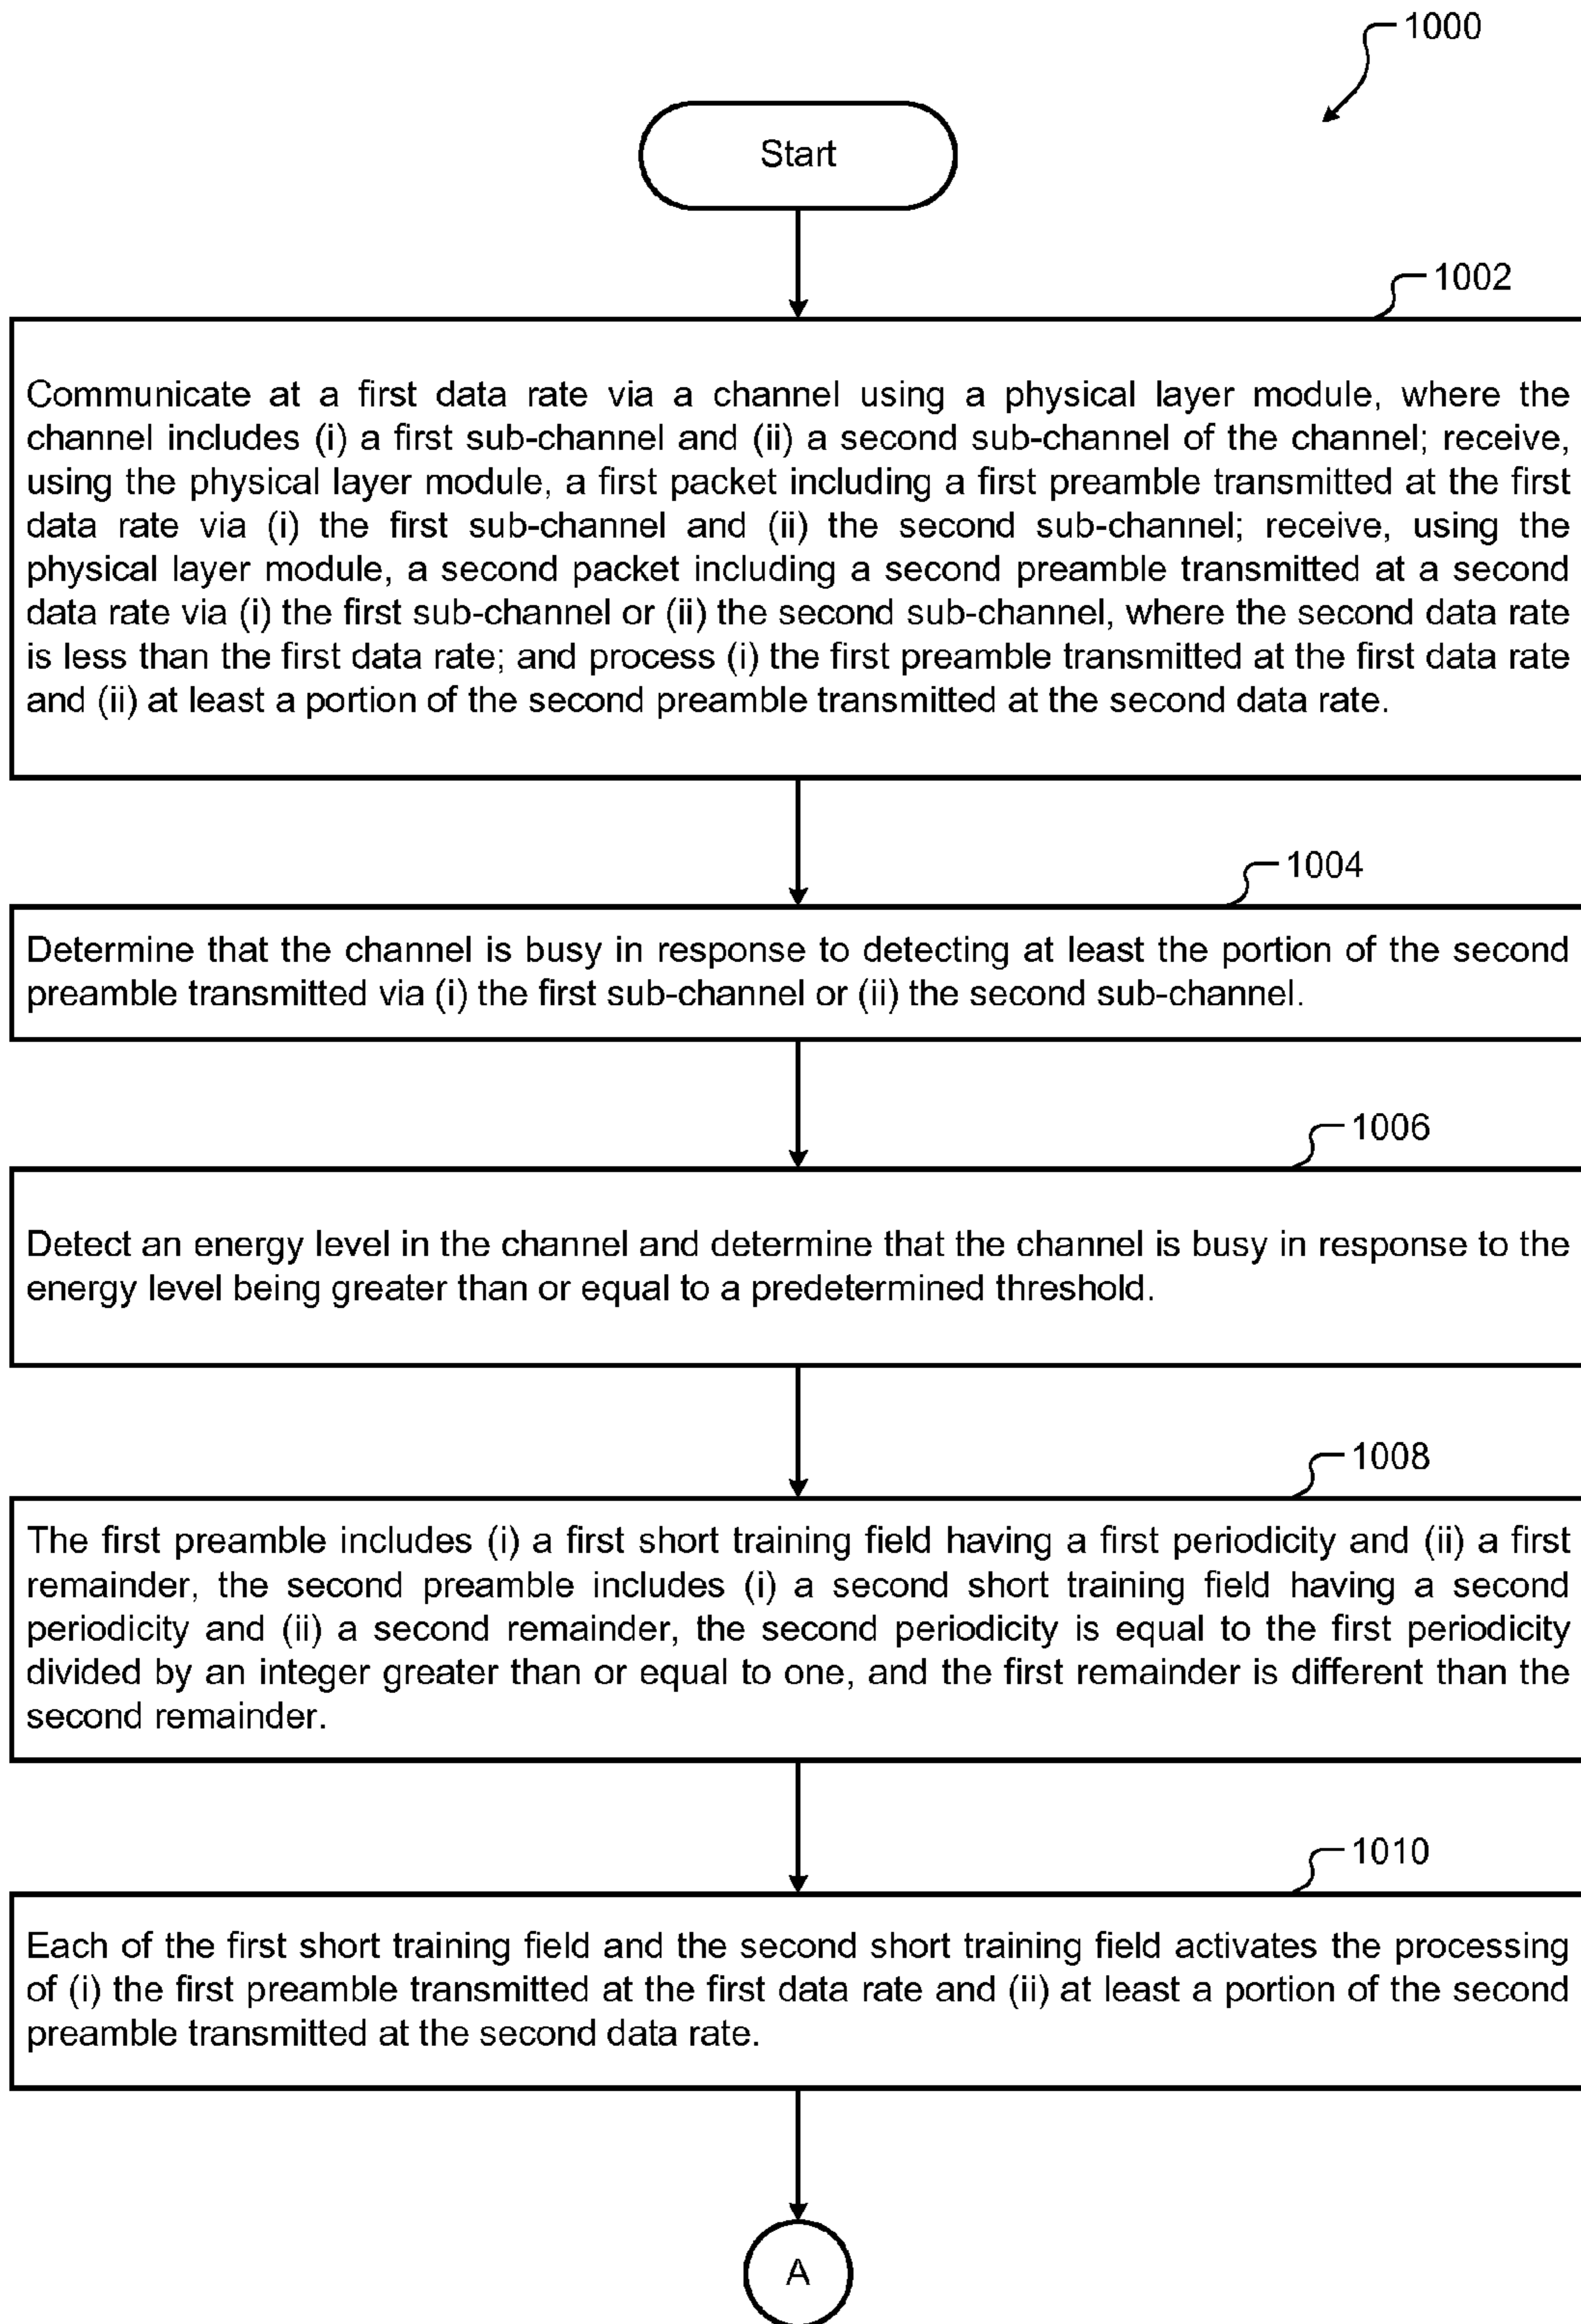 1000
Start
1002
Communicate at a first data rate via a channel using a physical layer module, where the
channel includes (i) a first sub-channel and (ii) a second sub-channel of the channel; receive,
using the physical layer module, a first packet including a first preamble transmitted at the first
data rate via (i) the first sub-channel and (ii) the second sub-channel; receive, using the
physical layer module, a second packet including a second preamble transmitted at a second
data rate via (i) the first sub-channel or (ii) the second sub-channel, where the second data rate
is less than the first data rate; and process (i) the first preamble transmitted at the first data rate
and (ii) at least a portion of the second preamble transmitted at the second data rate.
1004
Determine that the channel is busy in response to detecting at least the portion of the second
preamble transmitted via (i) the first sub-channel or (ii) the second sub-channel.
1006
Detect an energy level in the channel and determine that the channel is busy in response to the
energy level being greater than or equal to a predetermined threshold.
1008
The first preamble includes (i) a first short training field having a first periodicity and (ii) a first
remainder, the second preamble includes (i) a second short training field having a second
periodicity and (ii) a second remainder, the second periodicity is equal to the first periodicity
divided by an integer greater than or equal to one, and the first remainder is different than the
second remainder.
1010
Each of the first short training field and the second short training field activates the processing
of (i) the first preamble transmitted at the first data rate and (ii) at least a portion of the second
preamble transmitted at the second data rate.
A